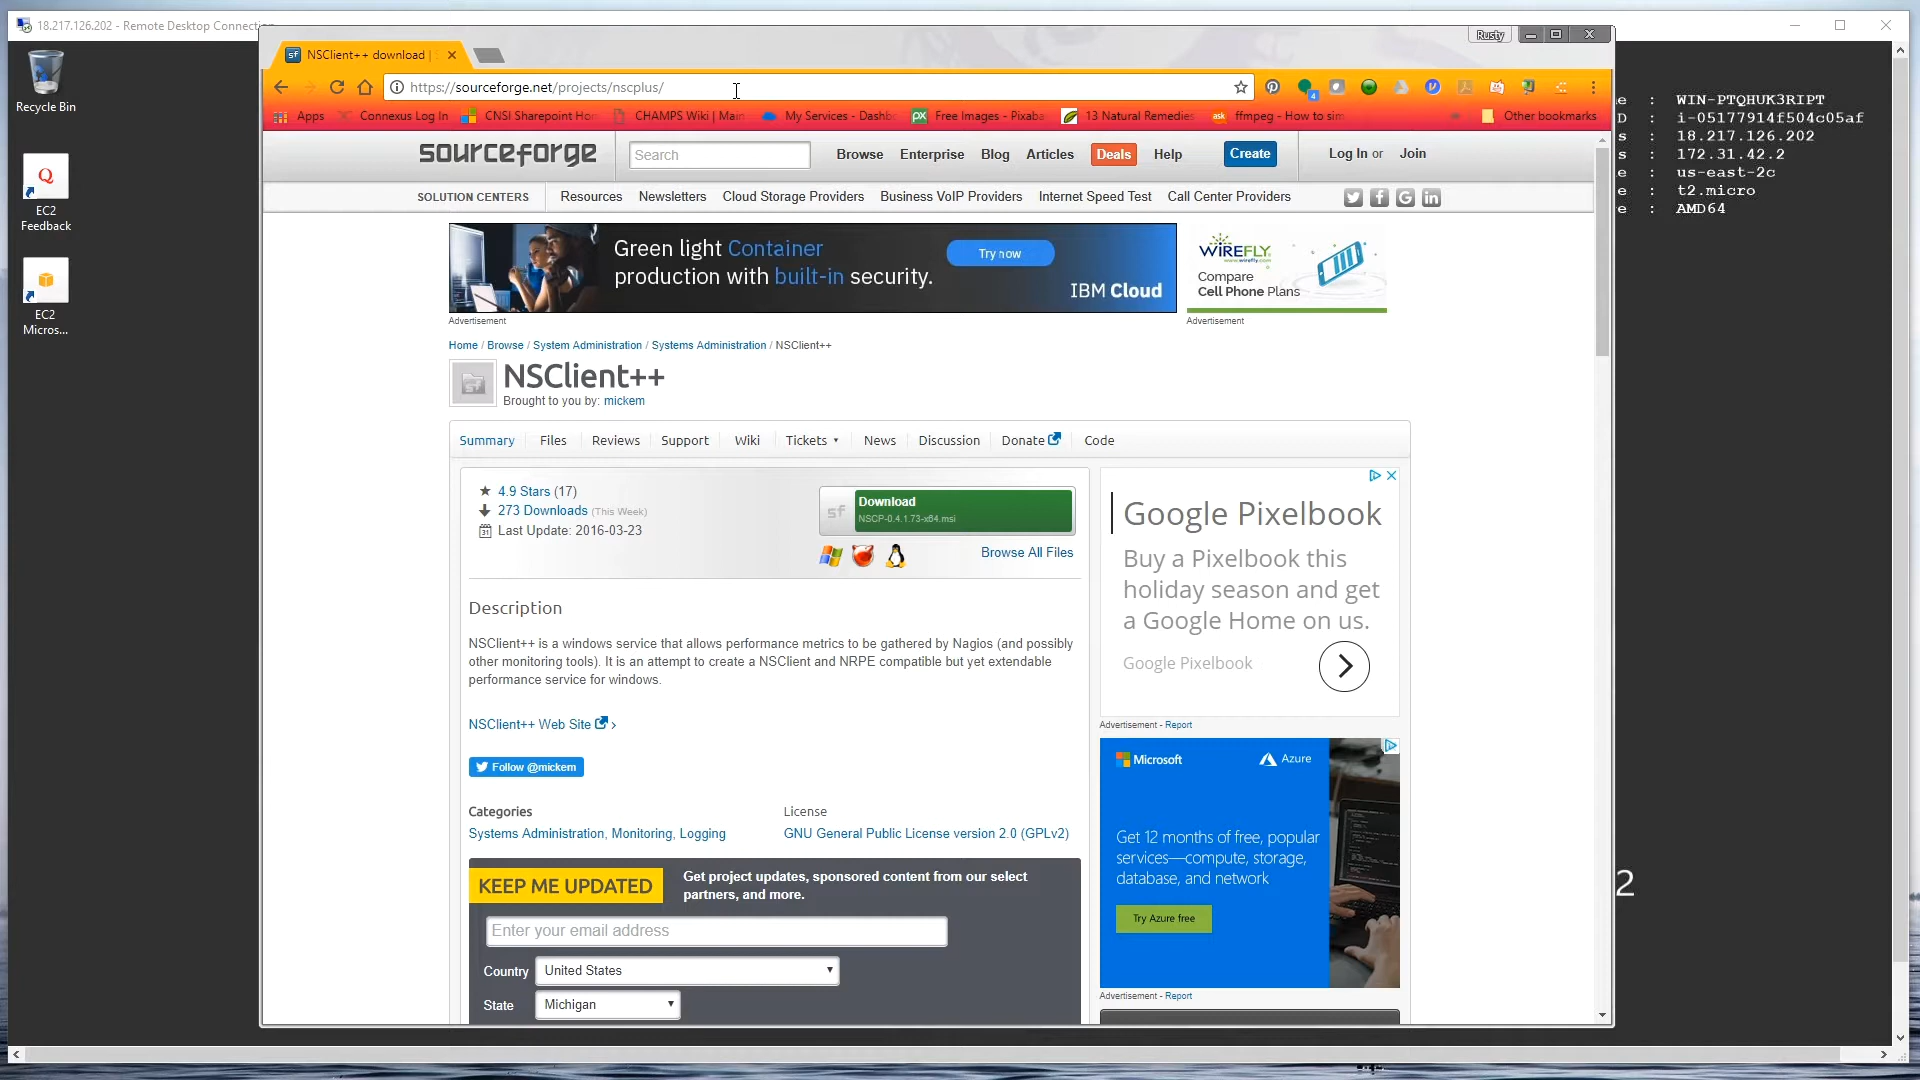 18.217.126.202 - Remote Desktop Connection
Rusty
NSClient++ download |
https://sourceforge.net/projects/nscplus/
Apps
Connexus Log In
CNSI Sharepoint Hom
CHAMPS Wiki | Main
My Services - Dashbo
Free Images - Pixaba
13 Natural Remedies
ask
ffmpeg - How to sim
Other bookmarks
Recycle Bin
EC2
Feedback
EC2
Micros...
e : WIN-PTQHUK3RIPT
D : i-05177914f504c05af
s : 18.217.126.202
s : 172.31.42.2
e : us-east-2c
e : t2.micro
e : AMD64
sourceforge
Search
Browse
Enterprise
Blog
Articles
Deals
Help
Create
Log In or Join
SOLUTION CENTERS
Resources
Newsletters
Cloud Storage Providers
Business VoIP Providers
Internet Speed Test
Call Center Providers
Green light Container
production with built-in security.
Try now
IBM Cloud
WIREFLY
www.wirefly.com
Compare
Cell Phone Plans
Advertisement
Advertisement
Home / Browse / System Administration / Systems Administration / NSClient++
NSClient++
Brought to you by: mickem
Summary
Files
Reviews
Support
Wiki
Tickets
News
Discussion
Donate
Code
4.9 Stars (17)
273 Downloads (This Week)
Last Update: 2016-03-23
sf
Download
NSCP-0.4.1.73-x64.msi
Browse All Files
Description
NSClient++ is a windows service that allows performance metrics to be gathered by Nagios (and possibly
other monitoring tools). It is an attempt to create a NSClient and NRPE compatible but yet extendable
performance service for windows.
NSClient++ Web Site ›
Follow @mickem
Categories
Systems Administration, Monitoring, Logging
License
GNU General Public License version 2.0 (GPLv2)
KEEP ME UPDATED
Get project updates, sponsored content from our select
partners, and more.
Enter your email address
Country
United States
State
Michigan
Google Pixelbook
Buy a Pixelbook this
holiday season and get
a Google Home on us.
Google Pixelbook
Advertisement - Report
Microsoft
Azure
Get 12 months of free, popular
services—compute, storage,
database, and network
Try Azure free
Advertisement - Report
2